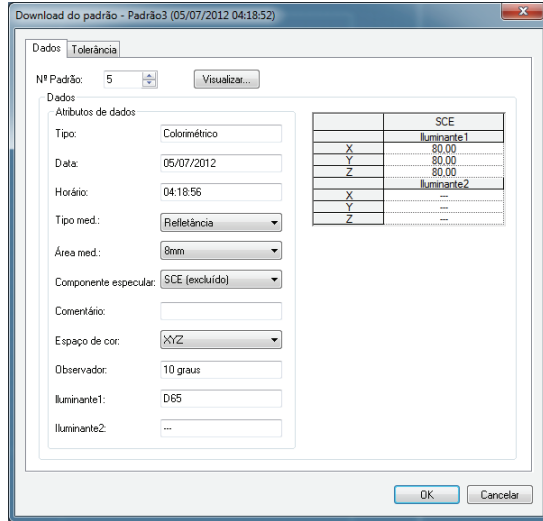 Download do padrão - Padrão3 (05/07/2012 04:18:52)
Dados Tolerância
Nº Padrão: 5 Visualizar...
Dados
Atributos de dados
Tipo: Colorimétrico
Data: 05/07/2012
Horário: 04:18:56
Tipo med.: Refletância
Área med.: 8mm
Componente especular: SCE (excluído)
Comentário:
Espaço de cor: XYZ
Observador: 10 graus
Iluminante1: D65
Iluminante2: ---
SCE
Iluminante1
X 80,00
Y 80,00
Z 80,00
Iluminante2
X ---
Y ---
Z ---
OK Cancelar